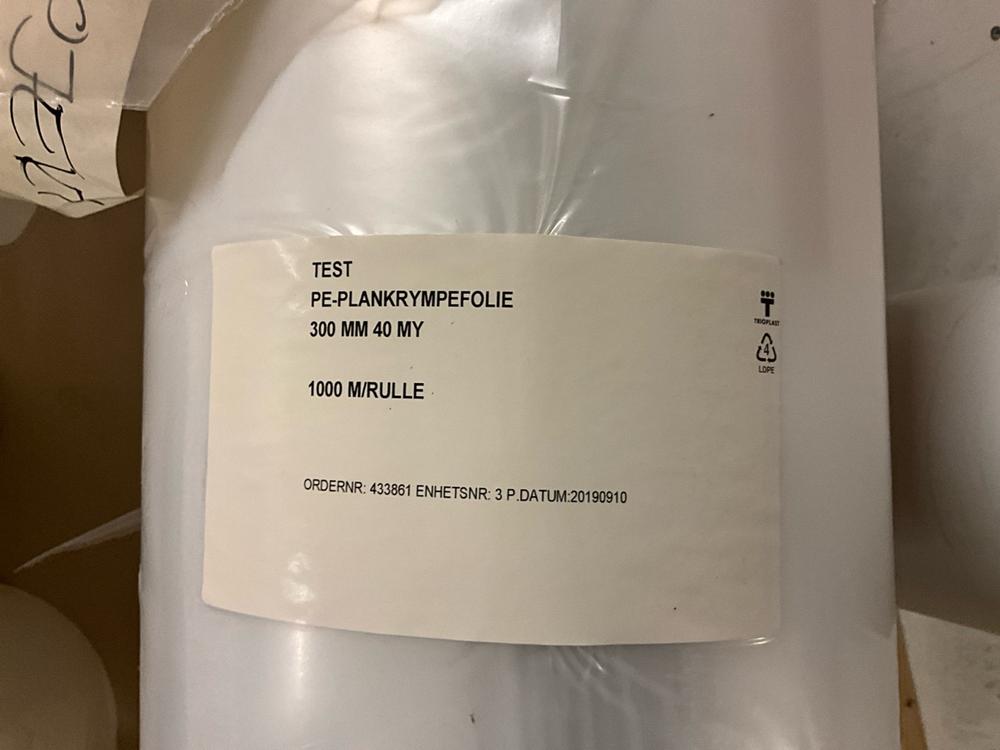 TEST
PE-PLANKRYMPEFOLIE
300 MM 40 MY
1000 M/RULLE
ORDERNR: 433861 ENHETSNR: 3 P.DATUM:20190910
TRIOPLAST
4
LDPE